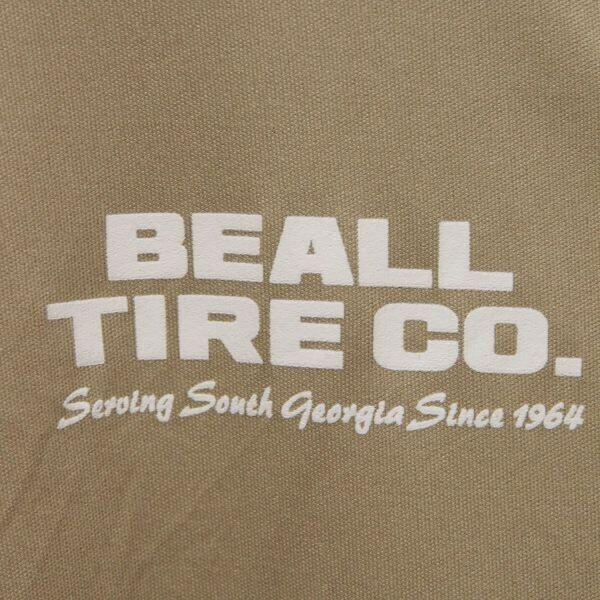 BEALL
TIRE CO.
Serving South Georgia Since 1964